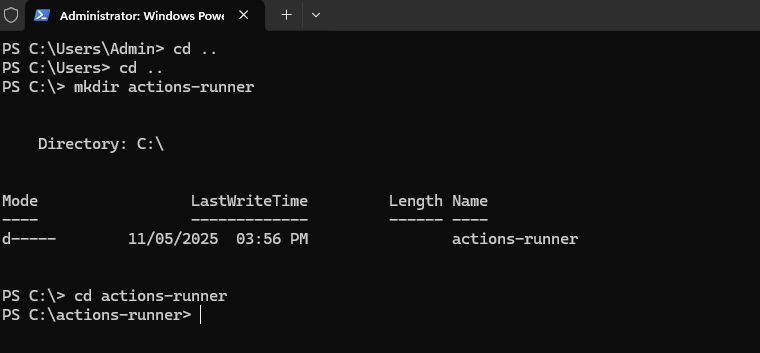 Administrator: Windows Powe
PS C:\Users\Admin> cd ..
PS C:\Users> cd ..
PS C:\> mkdir actions-runner
Directory: C:\
Mode                 LastWriteTime         Length Name
----                 -------------         ------ ----
d-----        11/05/2025  03:56 PM                actions-runner
PS C:\> cd actions-runner
PS C:\actions-runner>